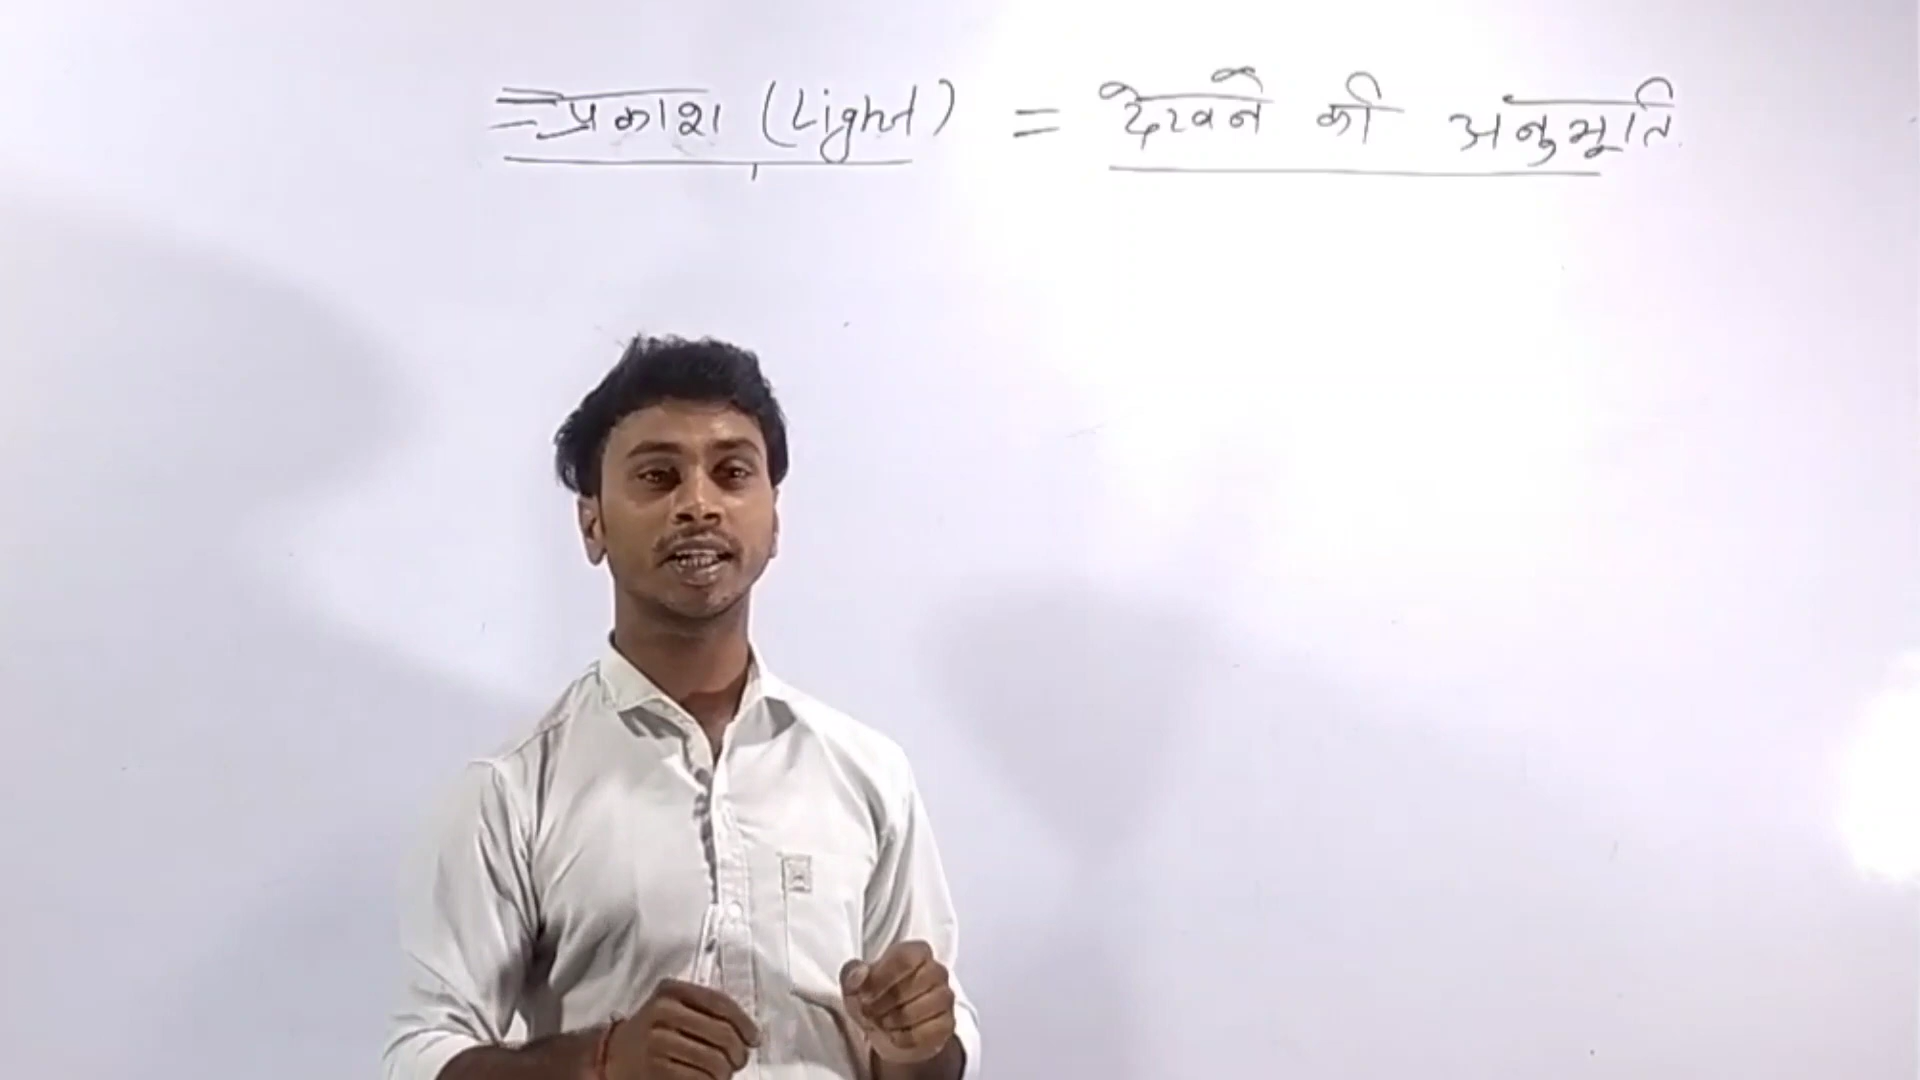 प्रकाश (Light) = देखने की अनुभूति